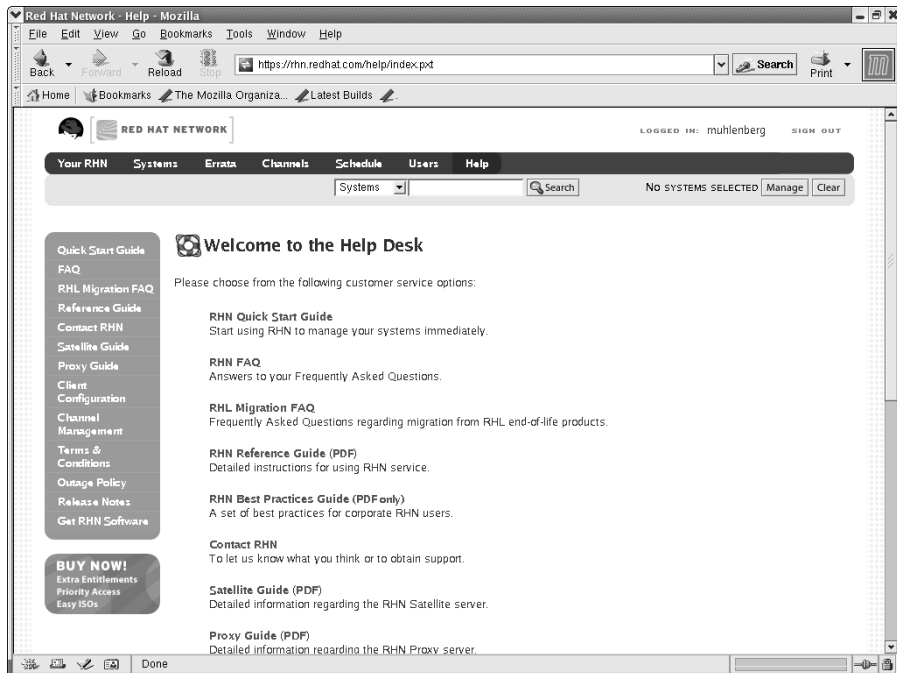 Red Hat Network - Help - Mozilla
File Edit View Go Bookmarks Tools Window Help
Back Forward Reload Stop https://rhn.redhat.com/help/index.pxt Search Print
Home Bookmarks The Mozilla Organiza... Latest Builds
RED HAT NETWORK LOGGED IN: muhlenberg SIGN OUT
Your RHN Systems Errata Channels Schedule Users Help
Systems Search NO SYSTEMS SELECTED Manage Clear
Quick Start Guide
FAQ
RHL Migration FAQ
Reference Guide
Contact RHN
Satellite Guide
Proxy Guide
Client
Configuration
Channel
Management
Terms &
Conditions
Outage Policy
Release Notes
Get RHN Software
BUY NOW!
Extra Entitlements
Priority Access
Easy ISOs
Welcome to the Help Desk
Please choose from the following customer service options:
RHN Quick Start Guide
Start using RHN to manage your systems immediately.
RHN FAQ
Answers to your Frequently Asked Questions.
RHL Migration FAQ
Frequently Asked Questions regarding migration from RHL end-of-life products.
RHN Reference Guide (PDF)
Detailed instructions for using RHN service.
RHN Best Practices Guide (PDF only)
A set of best practices for corporate RHN users.
Contact RHN
To let us know what you think or to obtain support.
Satellite Guide (PDF)
Detailed information regarding the RHN Satellite server.
Proxy Guide (PDF)
Detailed information regarding the RHN Proxy server.
Done